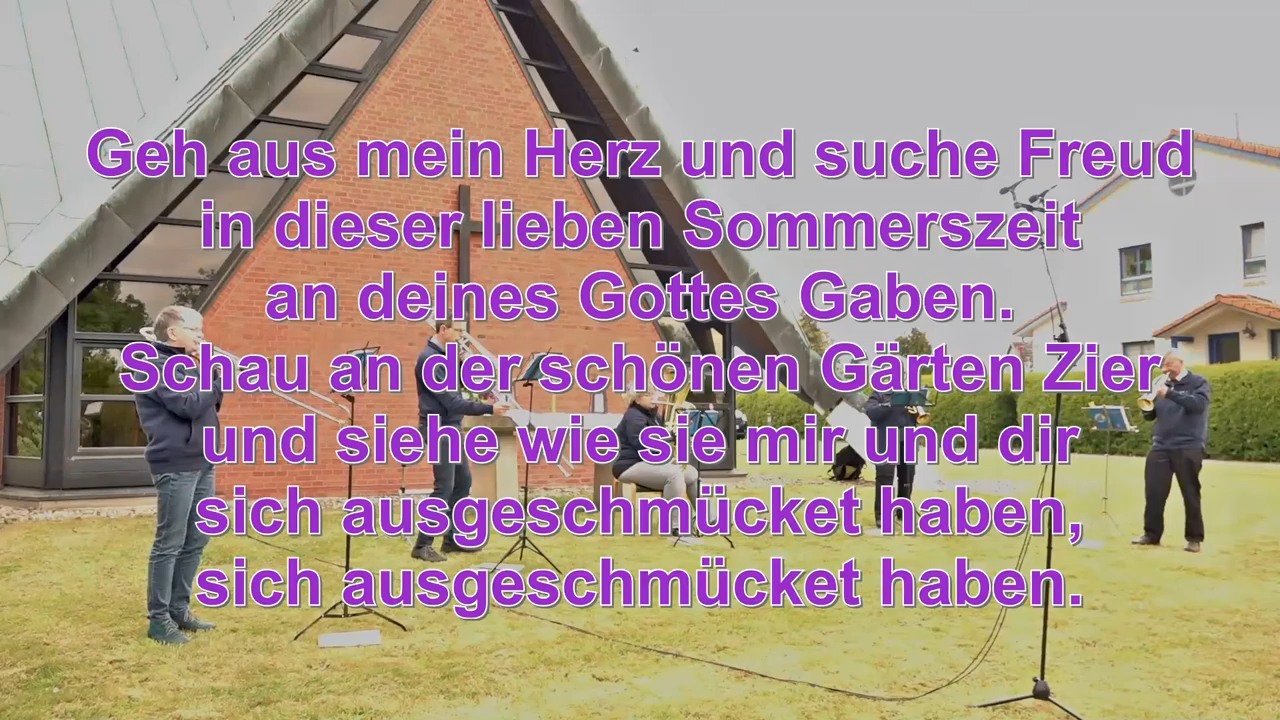 Geh aus mein Herz und suche Freud
in dieser lieben Sommerszeit
an deines Gottes Gaben.
Schau an der schönen Gärten Zier
und siehe wie sie mir und dir
sich ausgeschmücket haben,
sich ausgeschmücket haben.